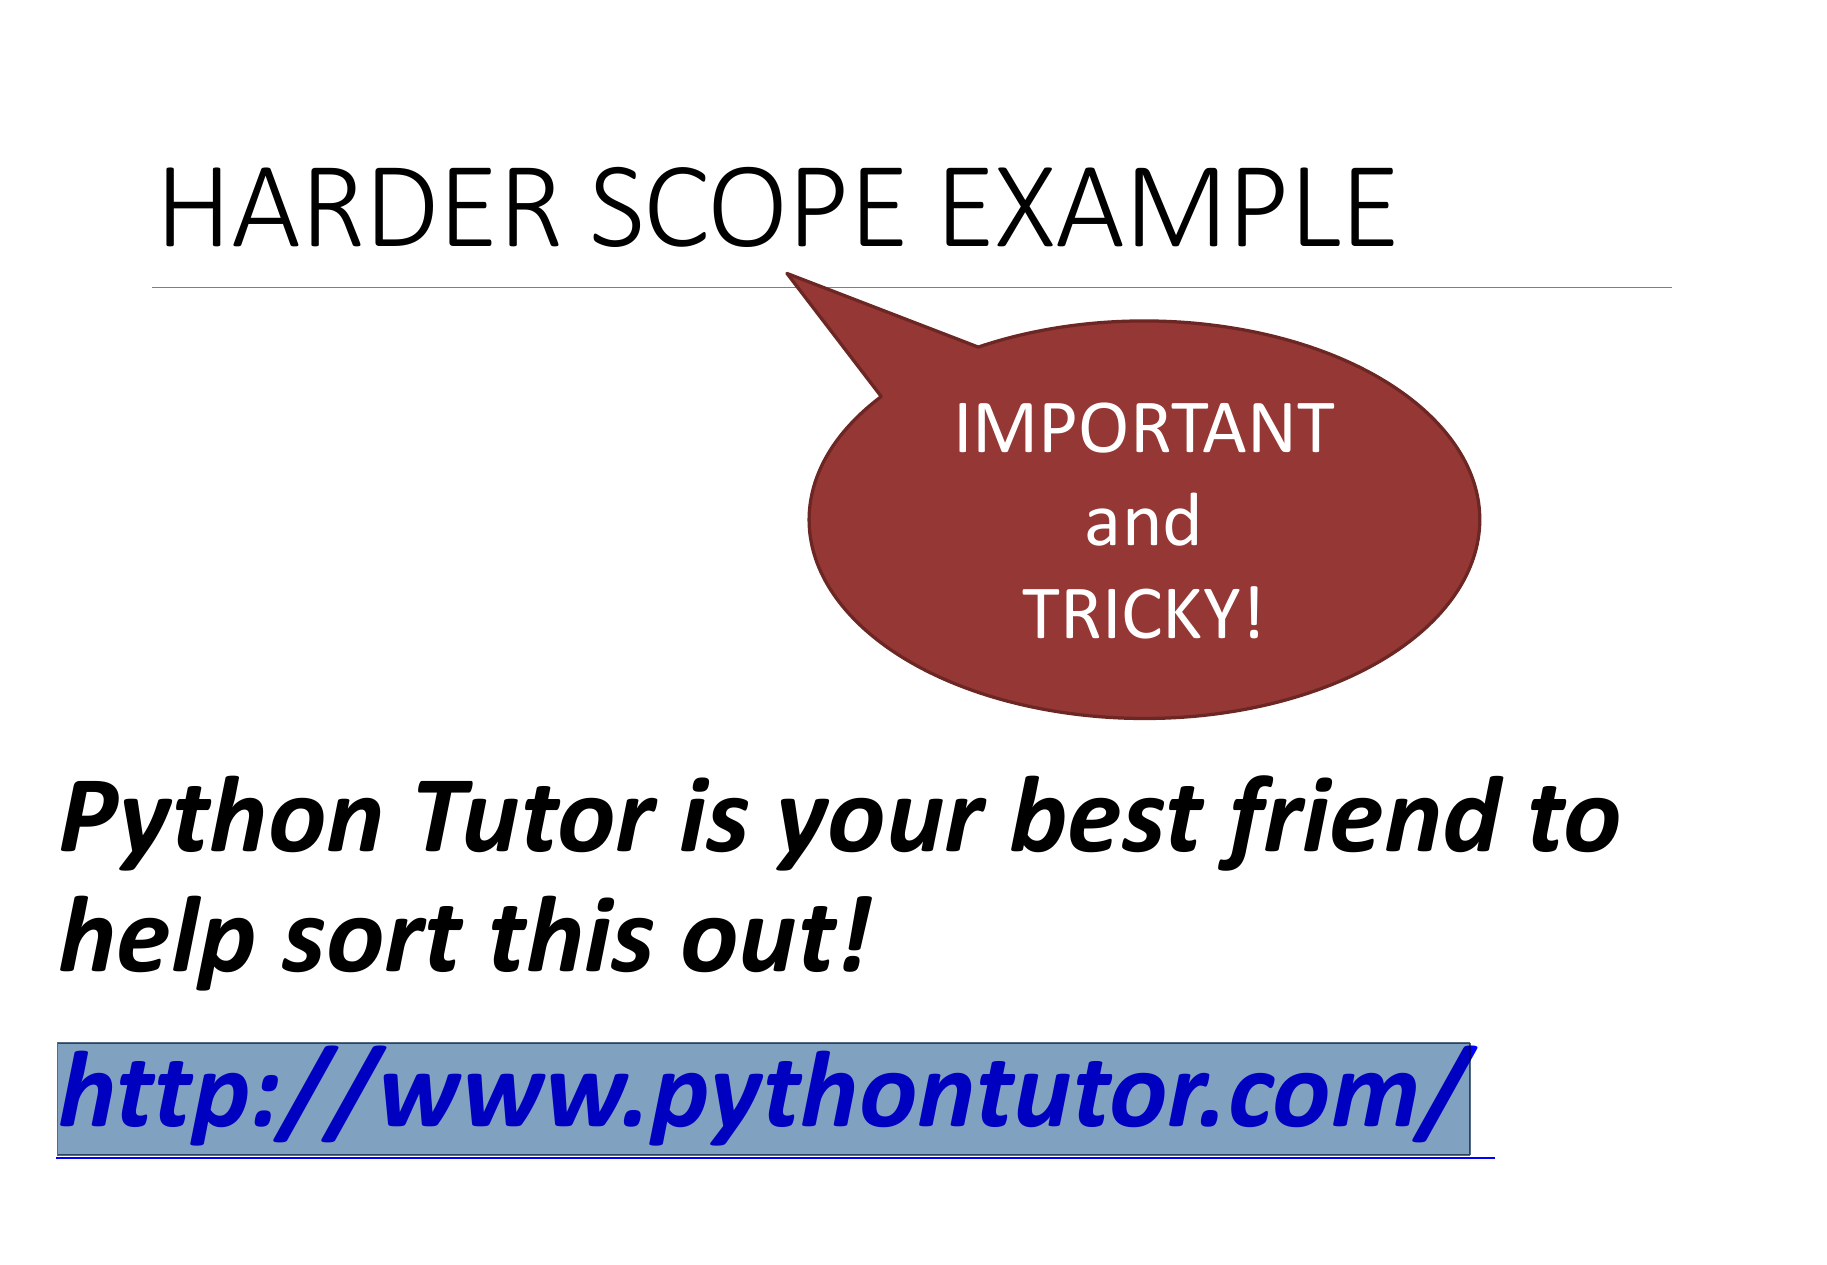 HARDER SCOPE EXAMPLE
IMPORTANT
and
TRICKY!
Python Tutor is your best friend to
help sort this out!
http://www.pythontutor.com/